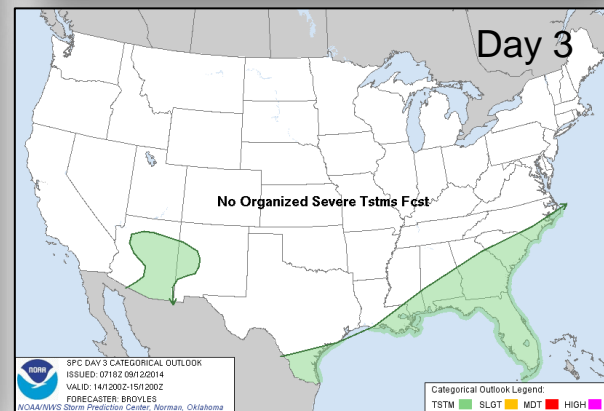 Day 3
No Organized Severe Tstms Fcst
NOAA
SPC DAY 3 CATEGORICAL OUTLOOK
ISSUED: 0718Z 09/12/2014
VALID: 14/1200Z-15/1200Z
FORECASTER: BROYLES
NOAA/NWS Storm Prediction Center, Norman, Oklahoma
Categorical Outlook Legend:
TSTM SLGT MDT HIGH